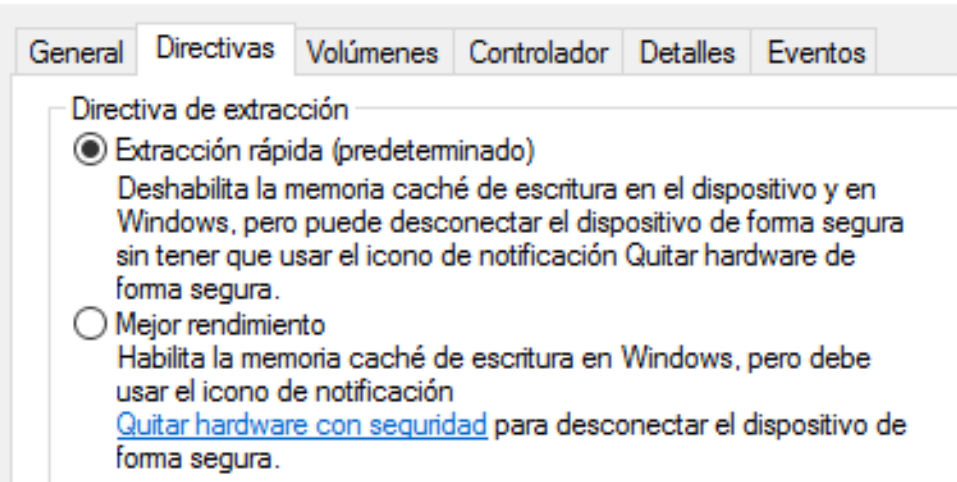 General Directivas Volúmenes Controlador Detalles Eventos
Directiva de extracción
Extracción rápida (predeterminado)
Deshabilita la memoria caché de escritura en el dispositivo y en
Windows, pero puede desconectar el dispositivo de forma segura
sin tener que usar el icono de notificación Quitar hardware de
forma segura.
Mejor rendimiento
Habilita la memoria caché de escritura en Windows, pero debe
usar el icono de notificación
Quitar hardware con seguridad para desconectar el dispositivo de
forma segura.